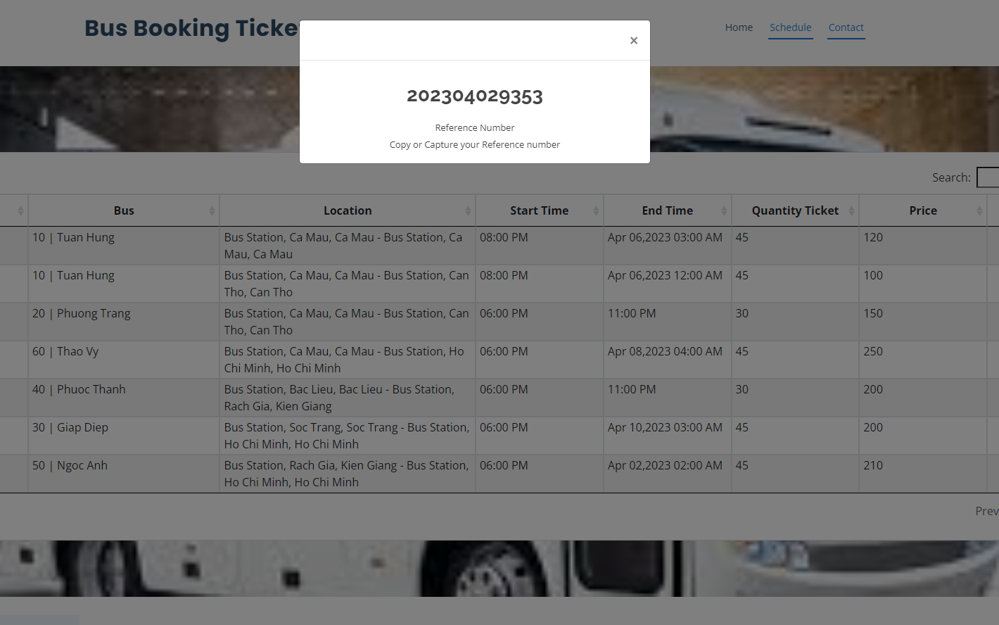 Bus Booking Ticke
Home Schedule Contact
×
202304029353
Reference Number
Copy or Capture your Reference number
Search:
Bus Location Start Time End Time Quantity Ticket Price
10 | Tuan Hung Bus Station, Ca Mau, Ca Mau - Bus Station, Ca 08:00 PM Apr 06,2023 03:00 AM 45 120
Mau, Ca Mau
10 | Tuan Hung Bus Station, Ca Mau, Ca Mau - Bus Station, Can 08:00 PM Apr 06,2023 12:00 AM 45 100
Tho, Can Tho
20 | Phuong Trang Bus Station, Ca Mau, Ca Mau - Bus Station, Can 06:00 PM 11:00 PM 30 150
Tho, Can Tho
60 | Thao Vy Bus Station, Ca Mau, Ca Mau - Bus Station, Ho 06:00 PM Apr 08,2023 04:00 AM 45 250
Chi Minh, Ho Chi Minh
40 | Phuoc Thanh Bus Station, Bac Lieu, Bac Lieu - Bus Station, 06:00 PM 11:00 PM 30 200
Rach Gia, Kien Giang
30 | Giap Diep Bus Station, Soc Trang, Soc Trang - Bus Station, 06:00 PM Apr 10,2023 03:00 AM 45 200
Ho Chi Minh, Ho Chi Minh
50 | Ngoc Anh Bus Station, Rach Gia, Kien Giang - Bus Station, 06:00 PM Apr 02,2023 02:00 AM 45 210
Ho Chi Minh, Ho Chi Minh
Prev